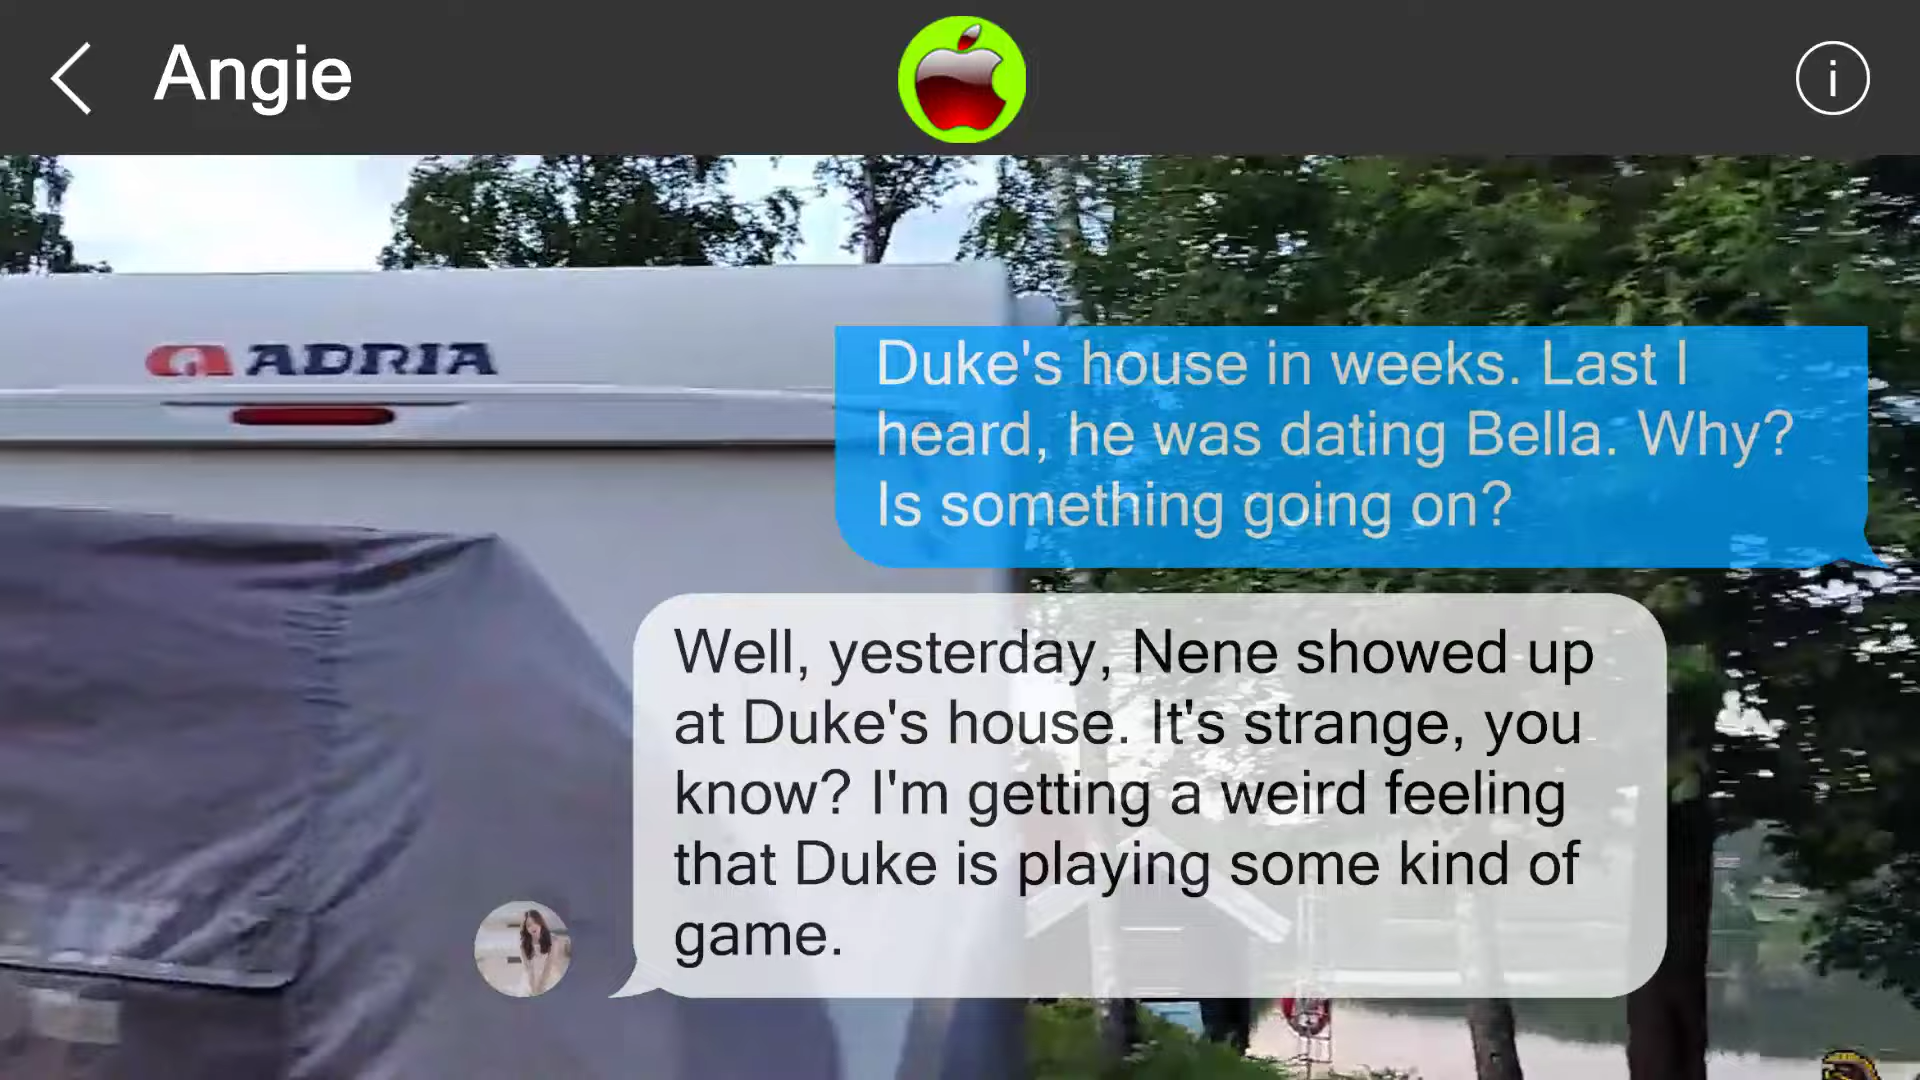 Angie
ADRIA
Duke's house in weeks. Last I
heard, he was dating Bella. Why?
Is something going on?
Well, yesterday, Nene showed up
at Duke's house. It's strange, you
know? I'm getting a weird feeling
that Duke is playing some kind of
game.